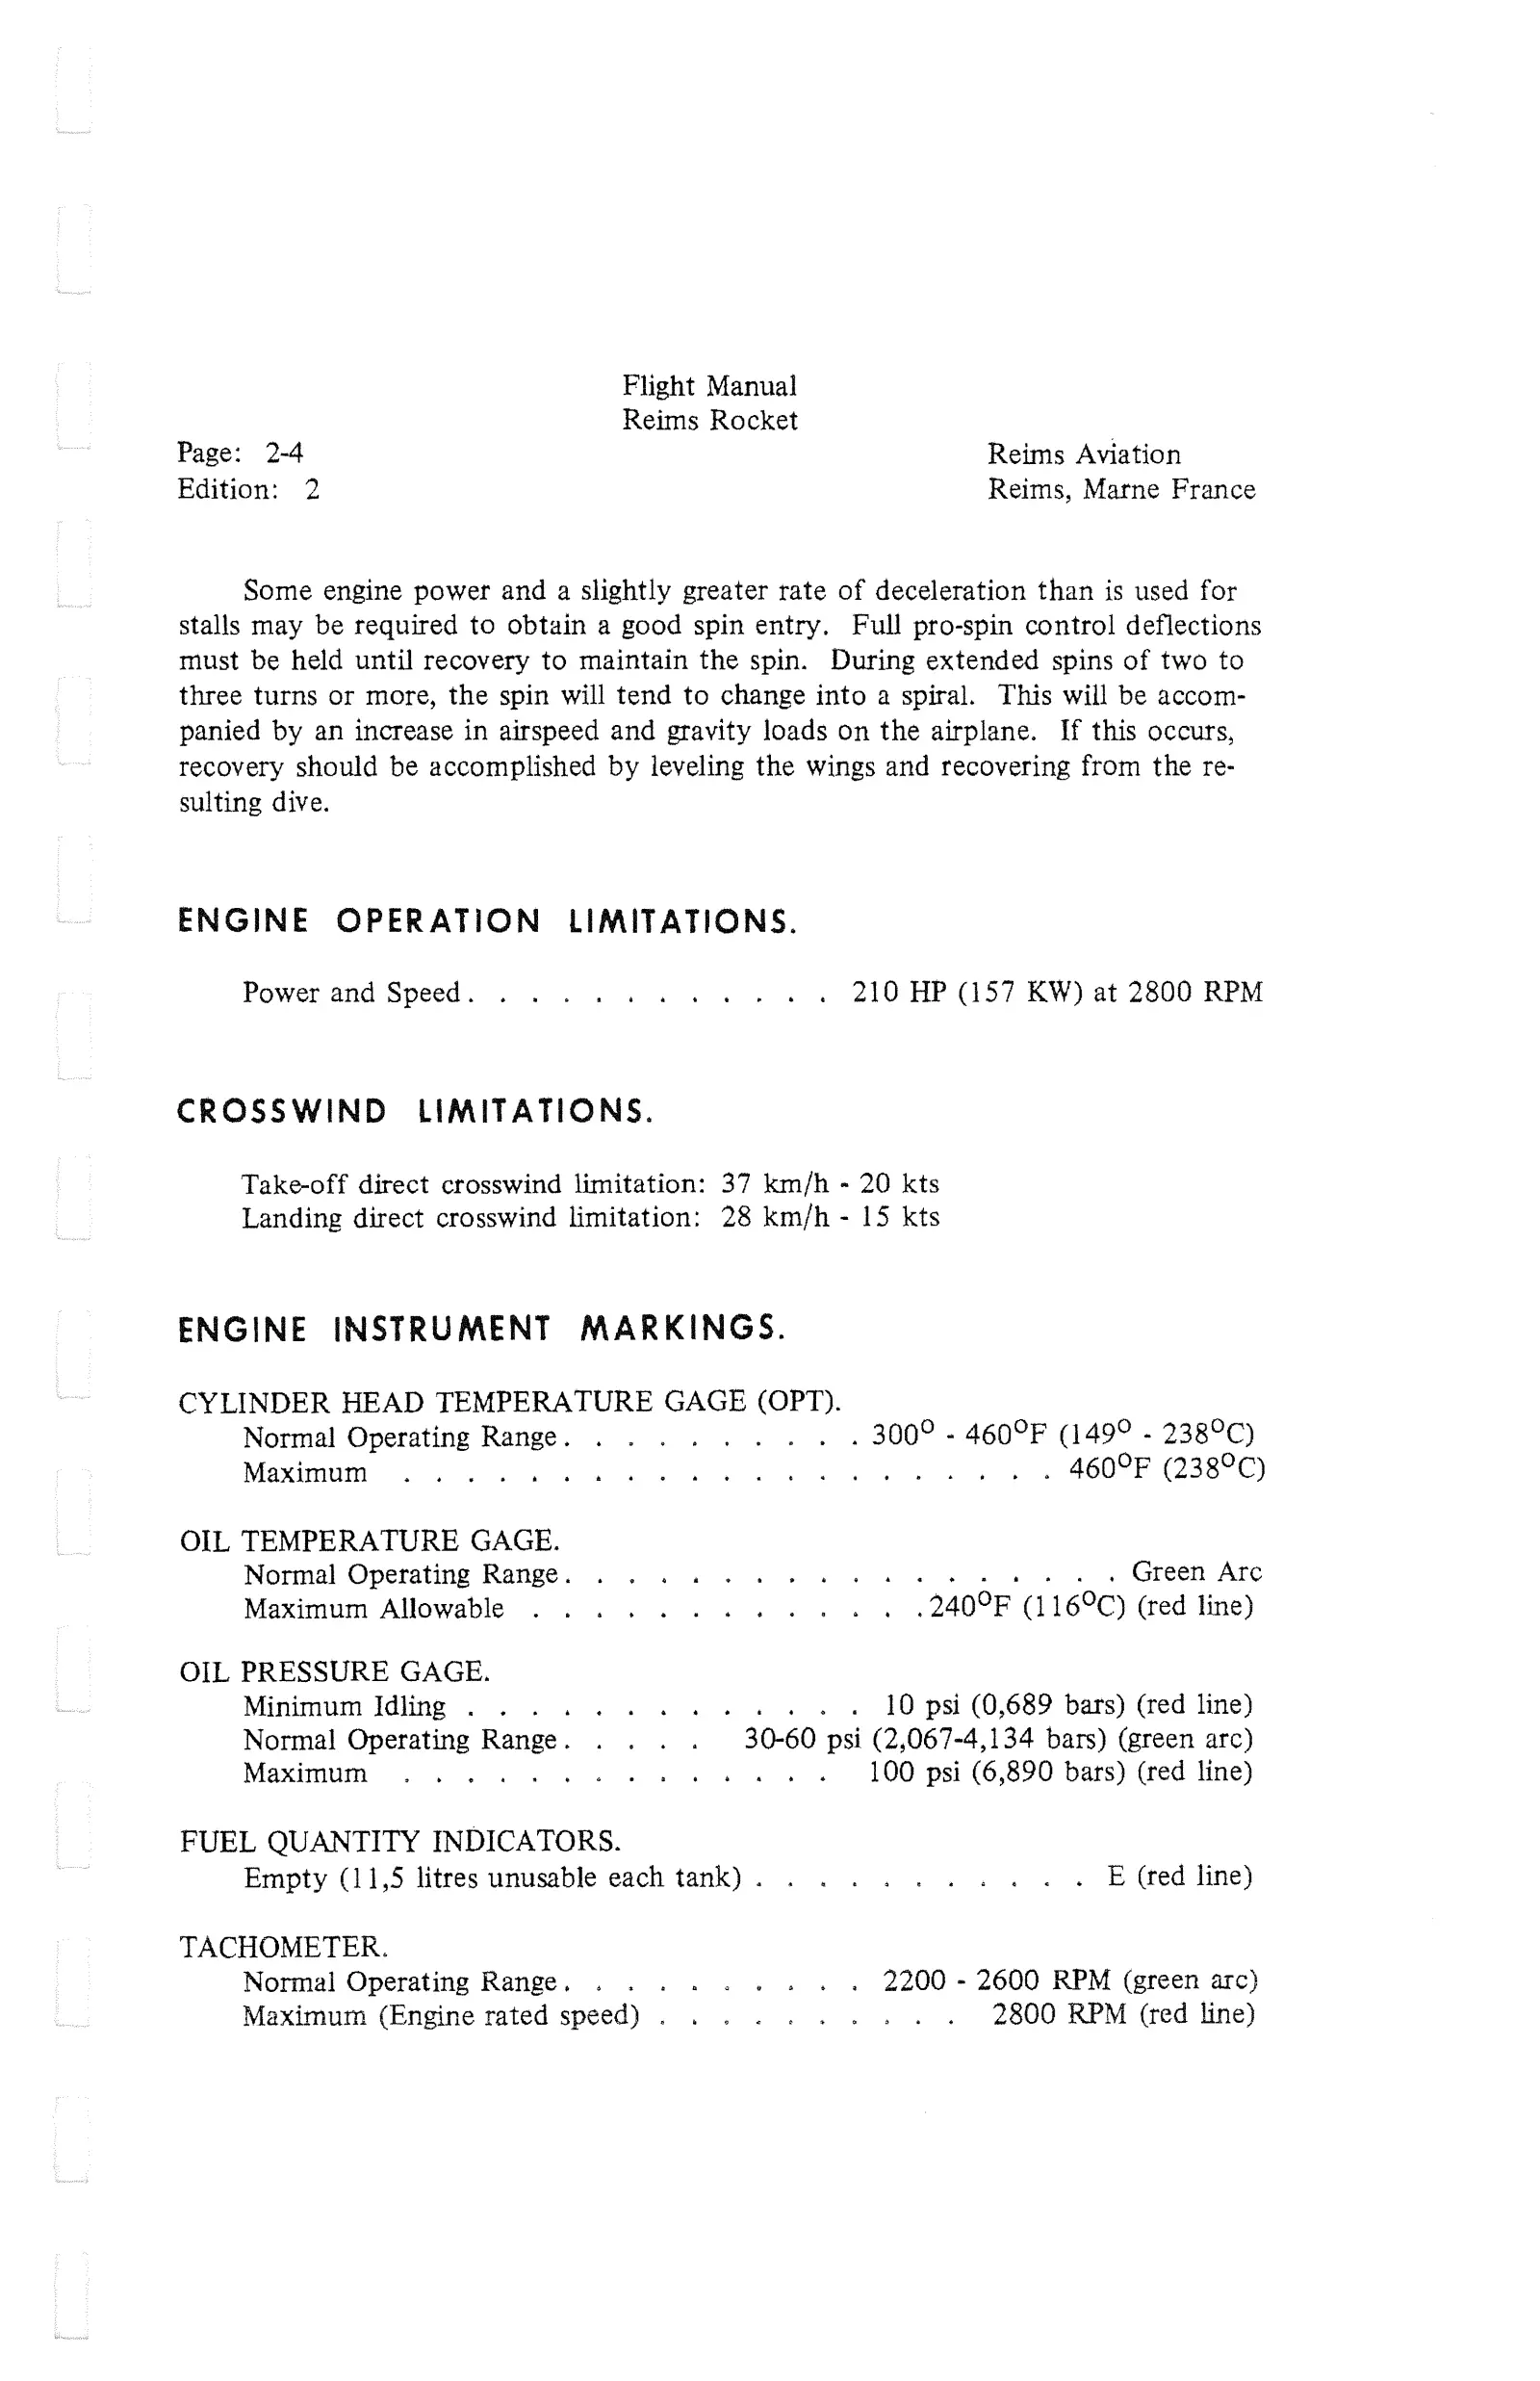 Flight Manual
Reims Rocket
Page: 2-4
Reims Aviation
Edition: 2
Reims, Marne France
Some engine power and a slightly greater rate of deceleration than is used for
stalls may be required to obtain a good spin entry. Full pro-spin control deflections
must be held until recovery to maintain the spin. During extended spins of two to
three turns or more, the spin will tend to change into a spiral. This will be accom-
panied by an increase in airspeed and gravity loads on the airplane. If this occurs,
recovery should be accomplished by leveling the wings and recovering from the re-
sulting dive.
ENGINE OPERATION LIMITATIONS.
Power and Speed. . . . . . . . . . . . 210 HP (157 KW) at 2800 RPM
CROSSWIND LIMITATIONS.
Take-off direct crosswind limitation: 37 km/h - 20 kts
Landing direct crosswind limitation: 28 km/h - 15 kts
ENGINE INSTRUMENT MARKINGS.
CYLINDER HEAD TEMPERATURE GAGE (OPT).
Normal Operating Range. . . . . . . . . . 300° - 460°F (149° - 238°C)
Maximum . . . . . . . . . . . . . . . . . . . . . 460°F (238°C)
OIL TEMPERATURE GAGE.
Normal Operating Range. . . . . . . . . . . . . . . . . . Green Arc
Maximum Allowable . . . . . . . . . . . . . 240°F (116°C) (red line)
OIL PRESSURE GAGE.
Minimum Idling . . . . . . . . . . . . . 10 psi (0,689 bars) (red line)
Normal Operating Range. . . . . 30-60 psi (2,067-4,134 bars) (green arc)
Maximum . . . . . . . . . . . . . . 100 psi (6,890 bars) (red line)
FUEL QUANTITY INDICATORS.
Empty (11,5 litres unusable each tank) . . . . . . . . . . . E (red line)
TACHOMETER.
Normal Operating Range. . . . . . . . . . 2200 - 2600 RPM (green arc)
Maximum (Engine rated speed) . . . . . . . . . . 2800 RPM (red line)